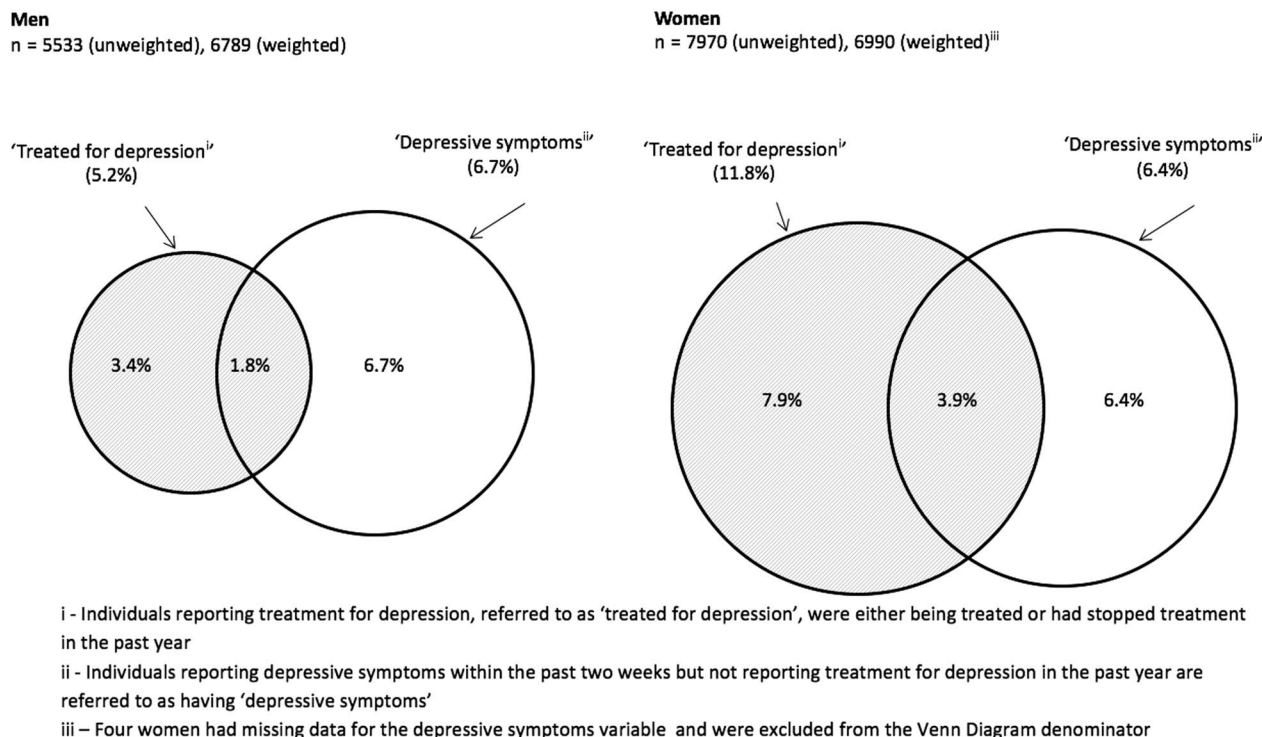 Men
n = 5533 (unweighted), 6789 (weighted)
‘Treated for depressionⁱ’
(5.2%)
‘Depressive symptomsⁱⁱ’
(6.7%)
3.4%
1.8%
6.7%
Women
n = 7970 (unweighted), 6990 (weighted)ⁱⁱⁱ
‘Treated for depressionⁱ’
(11.8%)
‘Depressive symptomsⁱⁱ’
(6.4%)
7.9%
3.9%
6.4%
i - Individuals reporting treatment for depression, referred to as ‘treated for depression’, were either being treated or had stopped treatment
in the past year
ii - Individuals reporting depressive symptoms within the past two weeks but not reporting treatment for depression in the past year are
referred to as having ‘depressive symptoms’
iii – Four women had missing data for the depressive symptoms variable and were excluded from the Venn Diagram denominator